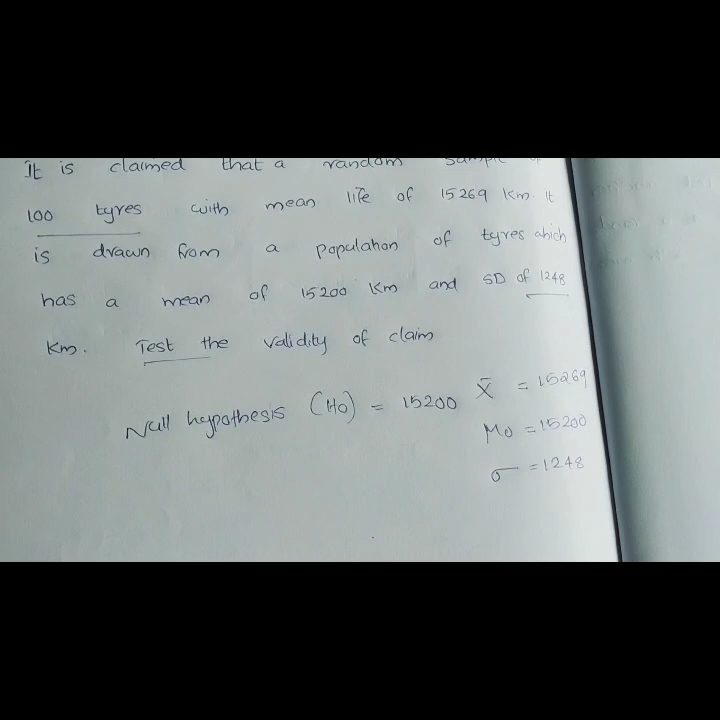 It is claimed that a random sample of
100 tyres with mean life of 15269 Km. It
is drawn from a population of tyres which
has a mean of 15200 Km and SD of 1248
Km. Test the validity of claim
Null hypothesis (Ho) = 15200
X̄ = 15269
μo = 15200
σ = 1248